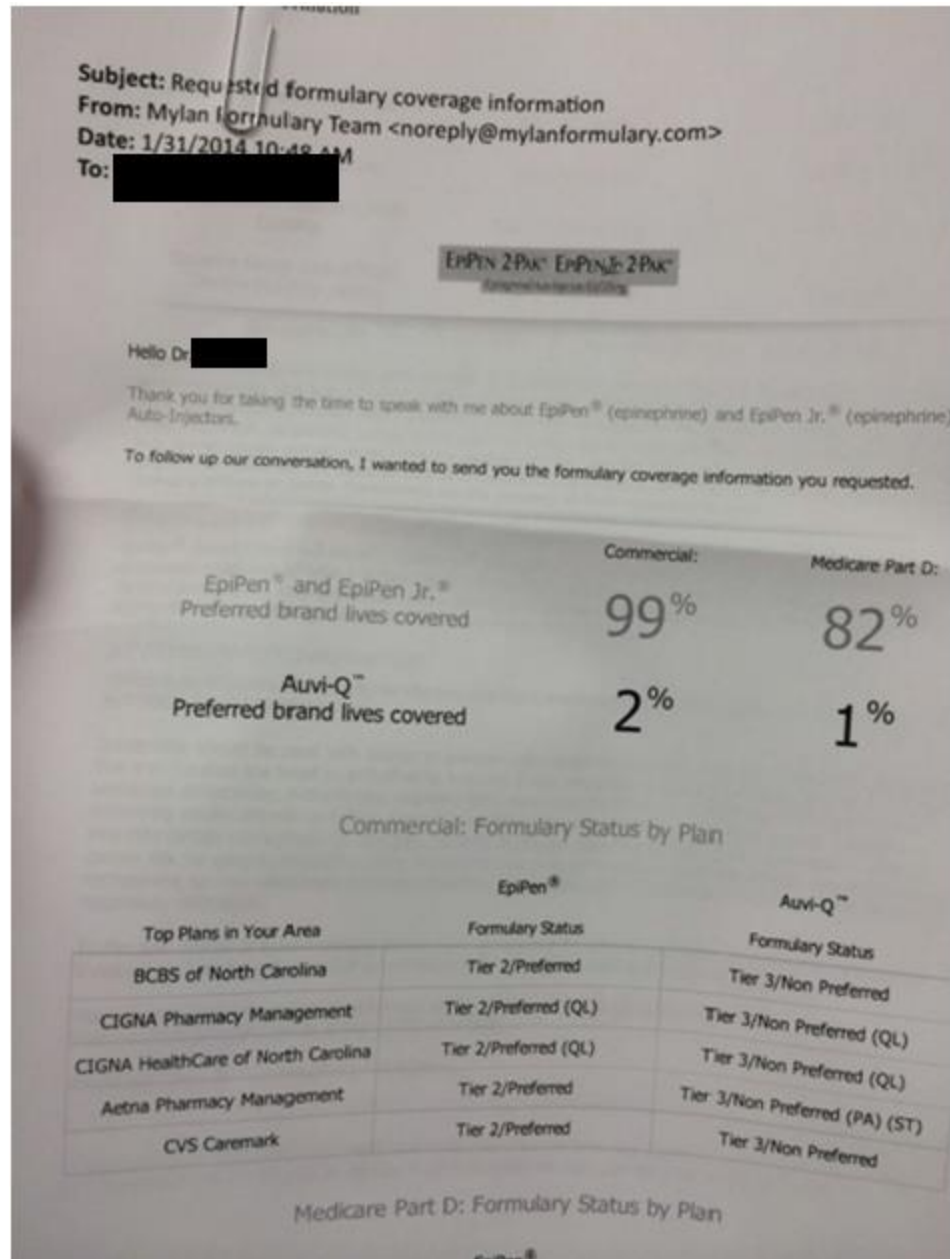 Subject: Requested formulary coverage information
From: Mylan Formulary Team <noreply@mylanformulary.com>
Date: 1/31/2014 10:48 AM
To:
EPIPEN 2-PAK® EPIPEN Jr 2-PAK®
Hello Dr
Thank you for taking the time to speak with me about EpiPen® (epinephrine) and EpiPen Jr.® (epinephrine)
Auto-Injectors.
To follow up our conversation, I wanted to send you the formulary coverage information you requested.
Commercial: Medicare Part D:
EpiPen® and EpiPen Jr.®
Preferred brand lives covered 99% 82%
Auvi-Q™
Preferred brand lives covered 2% 1%
Commercial: Formulary Status by Plan
EpiPen® Auvi-Q™
Top Plans in Your Area Formulary Status Formulary Status
BCBS of North Carolina Tier 2/Preferred Tier 3/Non Preferred
CIGNA Pharmacy Management Tier 2/Preferred (QL) Tier 3/Non Preferred (QL)
CIGNA HealthCare of North Carolina Tier 2/Preferred (QL) Tier 3/Non Preferred (QL)
Aetna Pharmacy Management Tier 2/Preferred Tier 3/Non Preferred (PA) (ST)
CVS Caremark Tier 2/Preferred Tier 3/Non Preferred
Medicare Part D: Formulary Status by Plan
EpiPen®